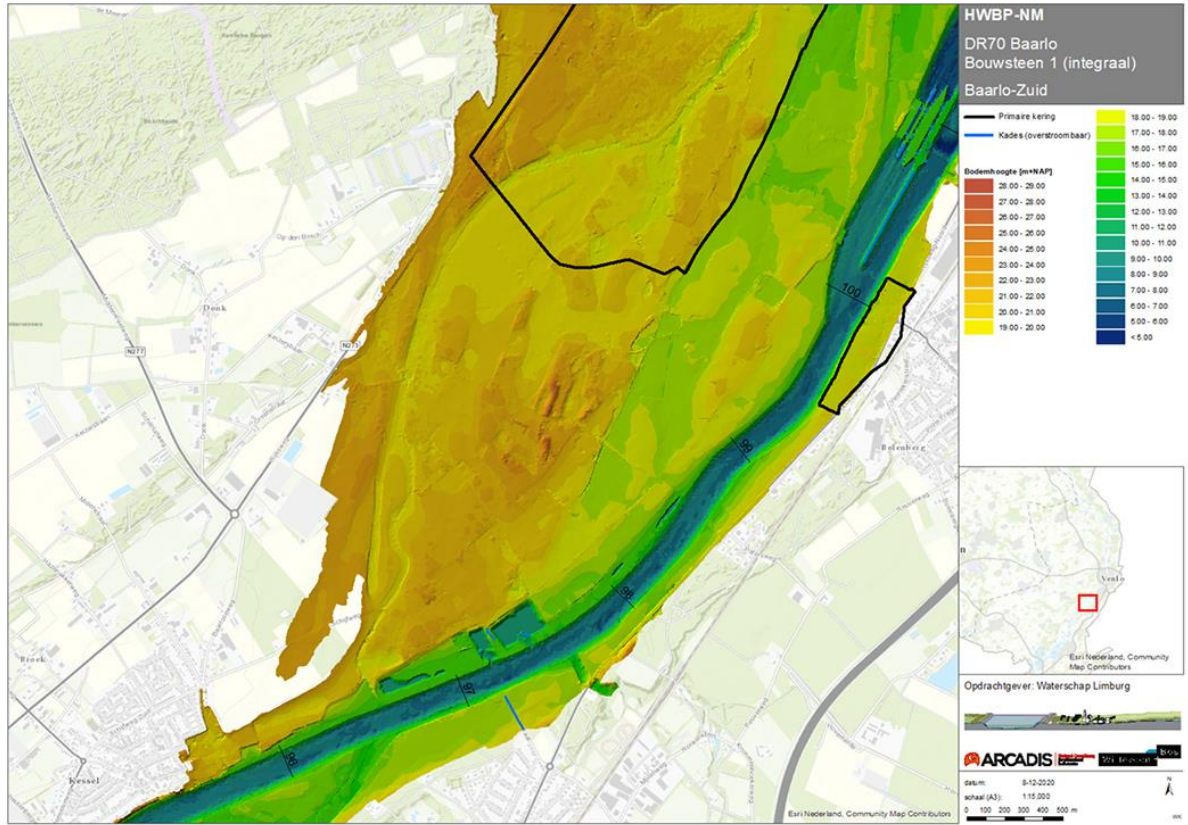 HWBP-NM
DR70 Baarlo
Bouwsteen 1 (integraal)
Baarlo-Zuid
Primaire kering
Kades (overstroombaar)
Bodemhoogte [m+NAP]
28.00 - 29.00
27.00 - 28.00
26.00 - 27.00
25.00 - 26.00
24.00 - 25.00
23.00 - 24.00
22.00 - 23.00
21.00 - 22.00
20.00 - 21.00
19.00 - 20.00
18.00 - 19.00
17.00 - 18.00
16.00 - 17.00
15.00 - 16.00
14.00 - 15.00
13.00 - 14.00
12.00 - 13.00
11.00 - 12.00
10.00 - 11.00
9.00 - 10.00
8.00 - 9.00
7.00 - 8.00
6.00 - 7.00
5.00 - 6.00
< 5.00
Donk
N277
N273
100
99
98
97
96
Broek
Kessel
Esri Nederland, Community Map Contributors
Venlo
Esri Nederland, Community
Map Contributors
Opdrachtgever: Waterschap Limburg
ARCADIS
datum: 8-12-2020
schaal (A3): 1:15,000
0 100 200 300 400 500 m
N